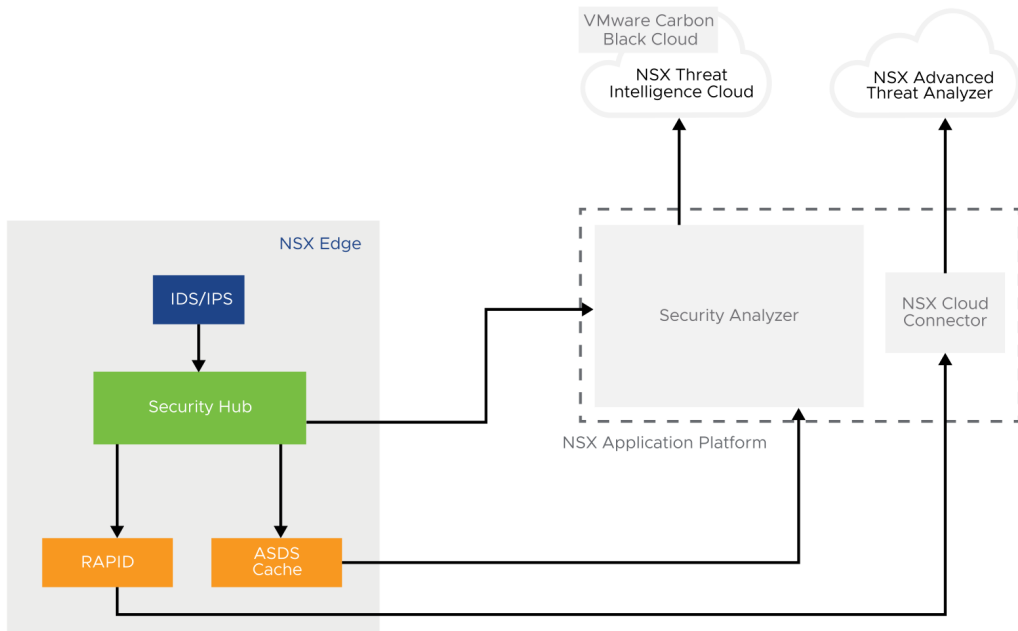 VMware Carbon
Black Cloud
NSX Threat
Intelligence Cloud
NSX Advanced
Threat Analyzer
NSX Edge
IDS/IPS
Security Analyzer
NSX Cloud
Connector
Security Hub
NSX Application Platform
RAPID
ASDS
Cache